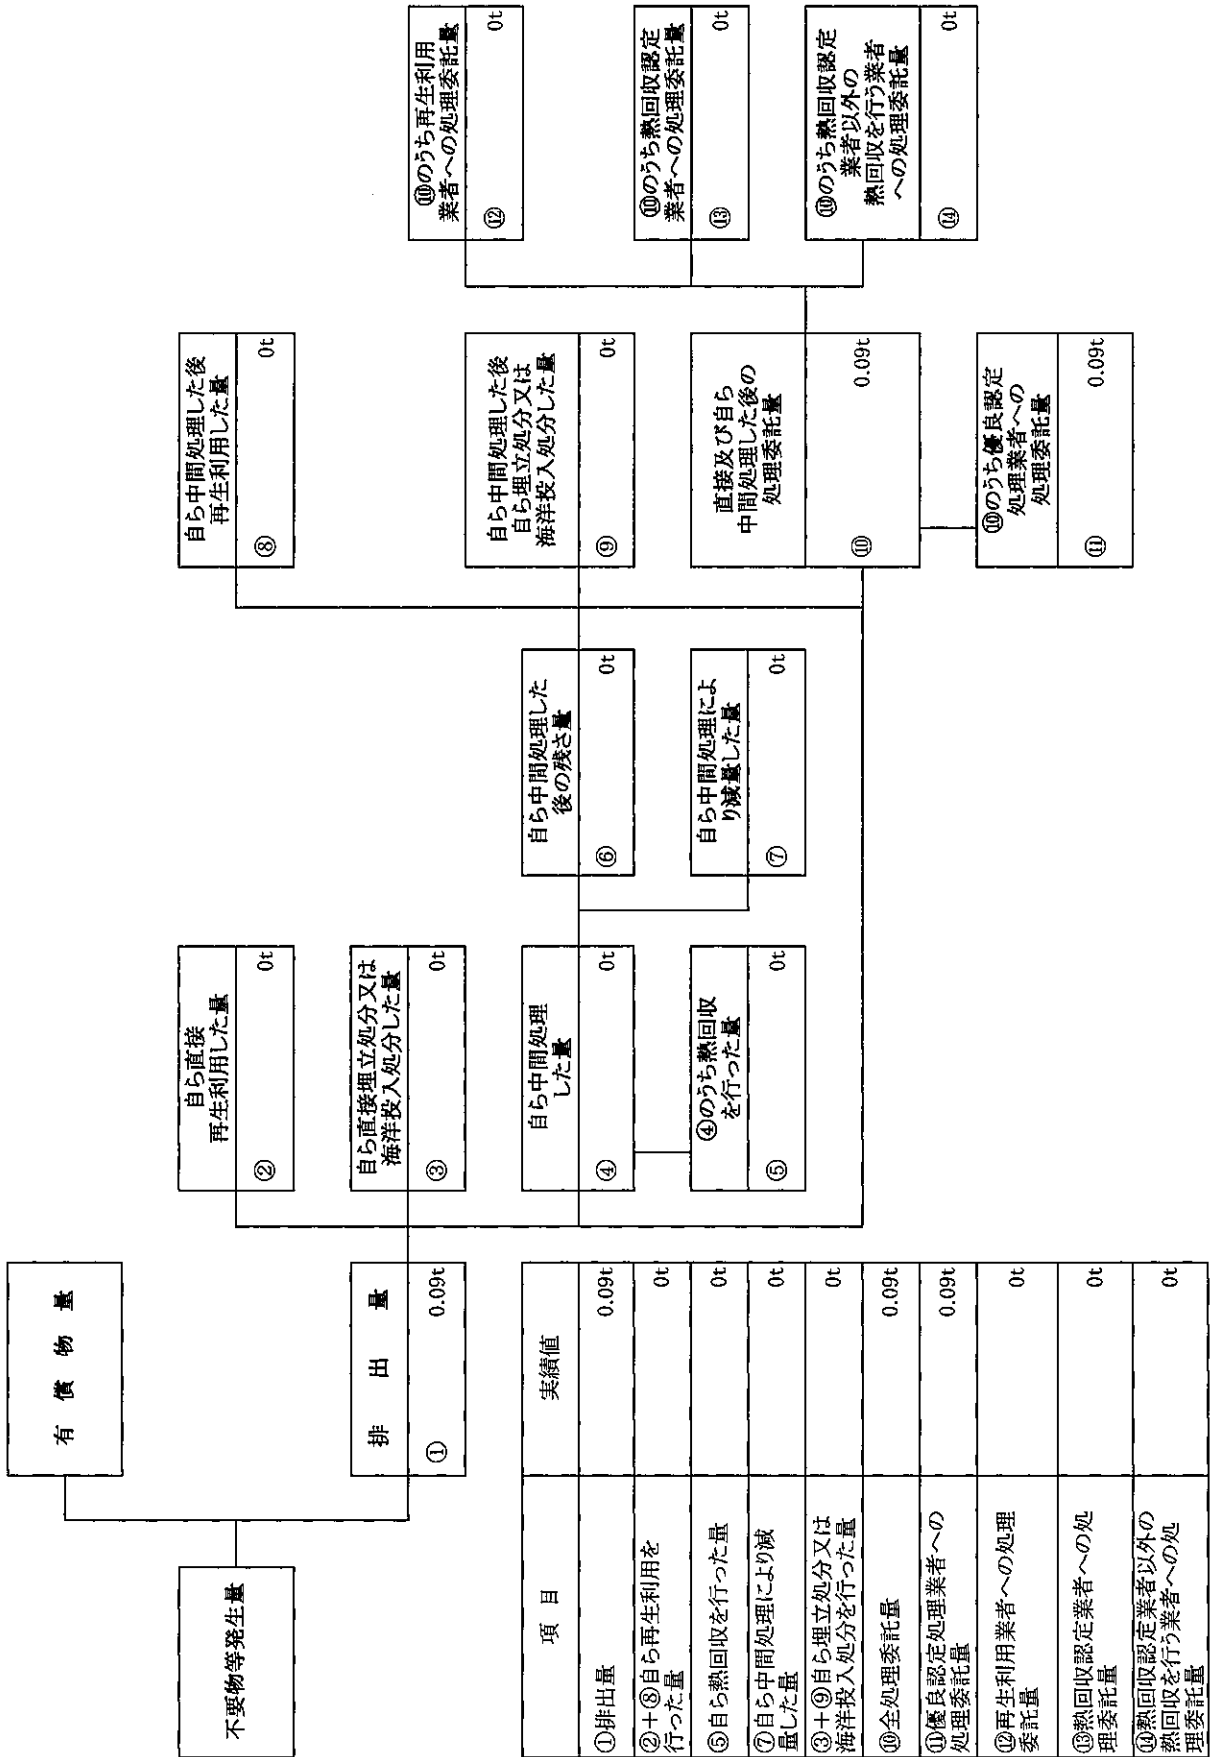 不要物等発生量
有償物量
排出量
① 0.09t
自ら直接
再生利用した量
② 0t
自ら直接埋立処分又は
海洋投入処分した量
③ 0t
自ら中間処理
した量
④ 0t
④のうち熱回収
を行った量
⑤ 0t
自ら中間処理した
後の残さ量
⑥ 0t
自ら中間処理によ
り減量した量
⑦ 0t
自ら中間処理した後
再生利用した量
⑧ 0t
自ら中間処理した後
自ら埋立処分又は
海洋投入処分した量
⑨ 0t
直接及び自ら
中間処理した後の
処理委託量
⑩ 0.09t
⑩のうち優良認定
処理業者への
処理委託量
⑪ 0.09t
⑩のうち再生利用
業者への処理委託量
⑫ 0t
⑩のうち熱回収認定
業者への処理委託量
⑬ 0t
⑩のうち熱回収認定
業者以外の
熱回収を行う業者
への処理委託量
⑭ 0t
項目 実績値
①排出量 0.09t
②+⑧自ら再生利用を
行った量 0t
⑤自ら熱回収を行った量 0t
⑦自ら中間処理により減
量した量 0t
③+⑨自ら埋立処分又は
海洋投入処分を行った量 0t
⑩全処理委託量 0.09t
⑪優良認定処理業者への
処理委託量 0.09t
⑫再生利用業者への処理
委託量 0t
⑬熱回収認定業者への処
理委託量 0t
⑭熱回収認定業者以外の
熱回収を行う業者への処
理委託量 0t